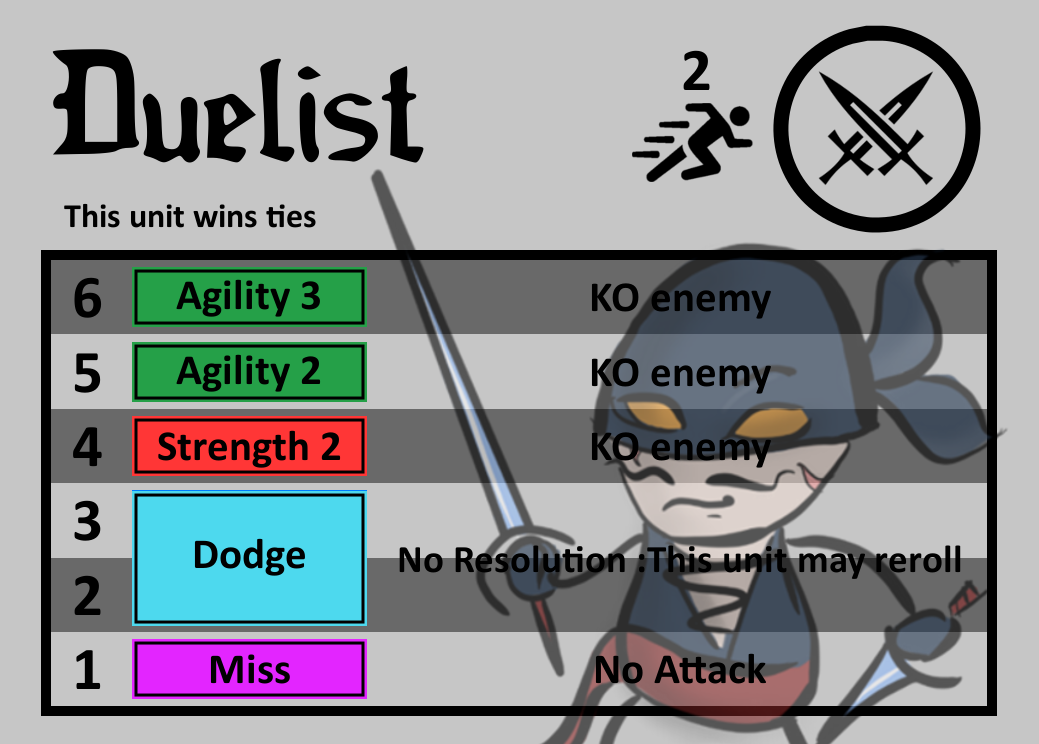 Duelist
2
This unit wins ties
6 Agility 3 KO enemy
5 Agility 2 KO enemy
4 Strength 2 KO enemy
3
Dodge No Resolution :This unit may reroll
2
1 Miss No Attack